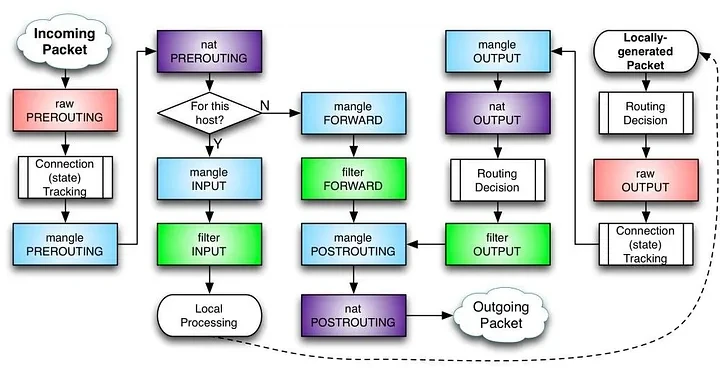 Incoming
Packet
raw
PREROUTING
Connection
(state)
Tracking
mangle
PREROUTING
nat
PREROUTING
For this
host?
N
Y
mangle
INPUT
filter
INPUT
Local
Processing
mangle
FORWARD
filter
FORWARD
mangle
POSTROUTING
nat
POSTROUTING
Outgoing
Packet
mangle
OUTPUT
nat
OUTPUT
Routing
Decision
filter
OUTPUT
Locally-
generated
Packet
Routing
Decision
raw
OUTPUT
Connection
(state)
Tracking